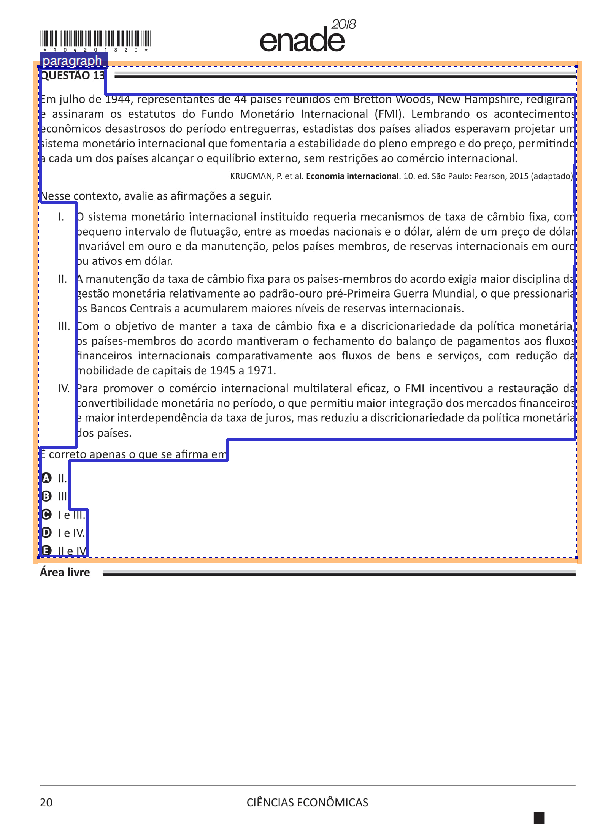 *R0420182 0*
enade 2018
paragraph
QUESTÃO 13
Em julho de 1944, representantes de 44 países reunidos em Bretton Woods, New Hampshire, redigiram
e assinaram os estatutos do Fundo Monetário Internacional (FMI). Lembrando os acontecimentos
econômicos desastrosos do período entreguerras, estadistas dos países aliados esperavam projetar um
sistema monetário internacional que fomentaria a estabilidade do pleno emprego e do preço, permitindo
a cada um dos países alcançar o equilíbrio externo, sem restrições ao comércio internacional.
KRUGMAN, P. et al. Economia internacional. 10. ed. São Paulo: Pearson, 2015 (adaptado).
Nesse contexto, avalie as afirmações a seguir.
I. O sistema monetário internacional instituído requeria mecanismos de taxa de câmbio fixa, com
pequeno intervalo de flutuação, entre as moedas nacionais e o dólar, além de um preço de dólar
invariável em ouro e da manutenção, pelos países membros, de reservas internacionais em ouro
ou ativos em dólar.
II. A manutenção da taxa de câmbio fixa para os países-membros do acordo exigia maior disciplina da
gestão monetária relativamente ao padrão-ouro pré-Primeira Guerra Mundial, o que pressionaria
os Bancos Centrais a acumularem maiores níveis de reservas internacionais.
III. Com o objetivo de manter a taxa de câmbio fixa e a discricionariedade da política monetária,
os países-membros do acordo mantiveram o fechamento do balanço de pagamentos aos fluxos
financeiros internacionais comparativamente aos fluxos de bens e serviços, com redução da
mobilidade de capitais de 1945 a 1971.
IV. Para promover o comércio internacional multilateral eficaz, o FMI incentivou a restauração da
convertibilidade monetária no período, o que permitiu maior integração dos mercados financeiros
e maior interdependência da taxa de juros, mas reduziu a discricionariedade da política monetária
dos países.
É correto apenas o que se afirma em
A II.
B III.
C I e III.
D I e IV.
E II e IV.
Área livre
20 CIÊNCIAS ECONÔMICAS